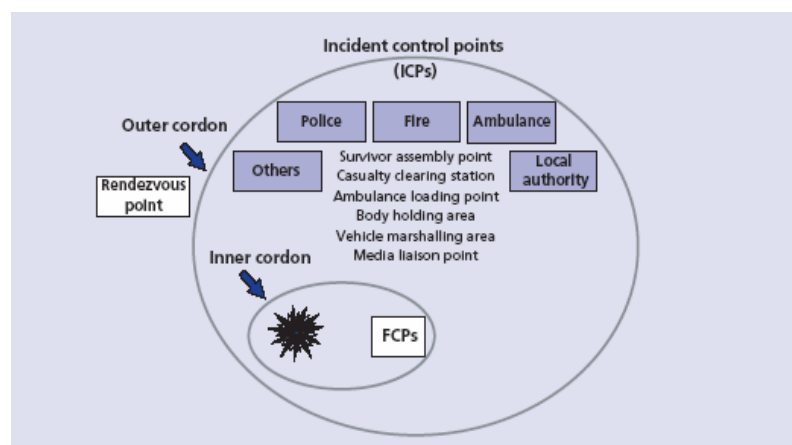 Incident control points
(ICPs)
Outer cordon
Police
Fire
Ambulance
Rendezvous
point
Others
Survivor assembly point
Casualty clearing station
Ambulance loading point
Body holding area
Vehicle marshalling area
Media liaison point
Local
authority
Inner cordon
FCPs